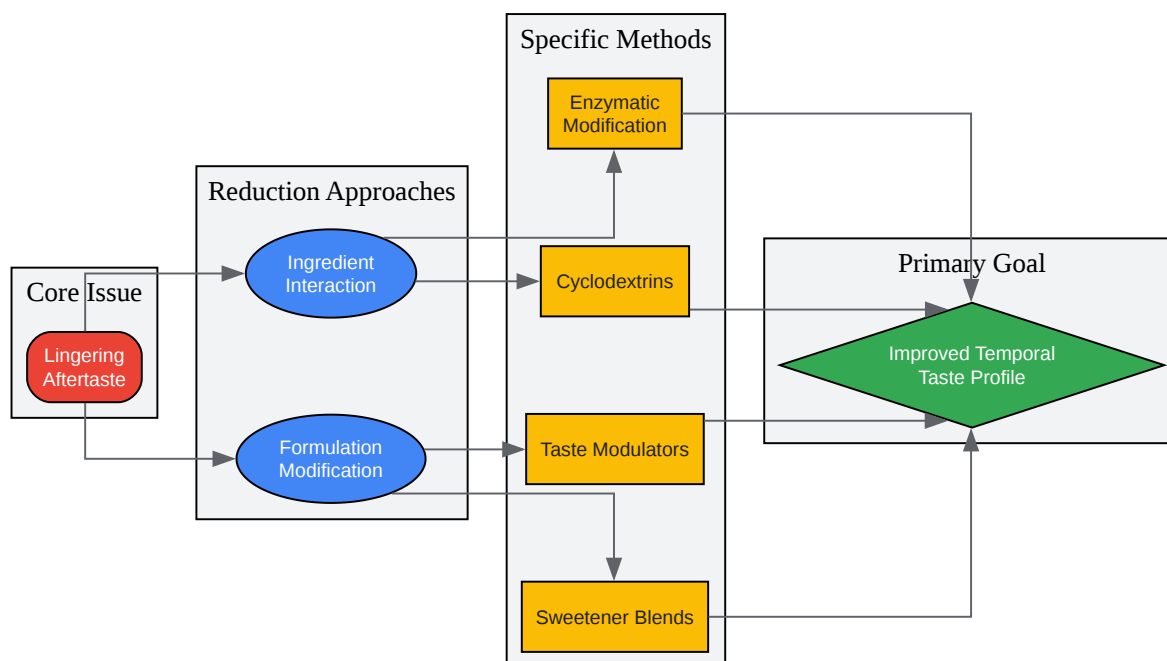 Core Issue
Lingering
Aftertaste
Reduction Approaches
Ingredient
Interaction
Formulation
Modification
Specific Methods
Enzymatic
Modification
Cyclodextrins
Taste Modulators
Sweetener Blends
Primary Goal
Improved Temporal
Taste Profile